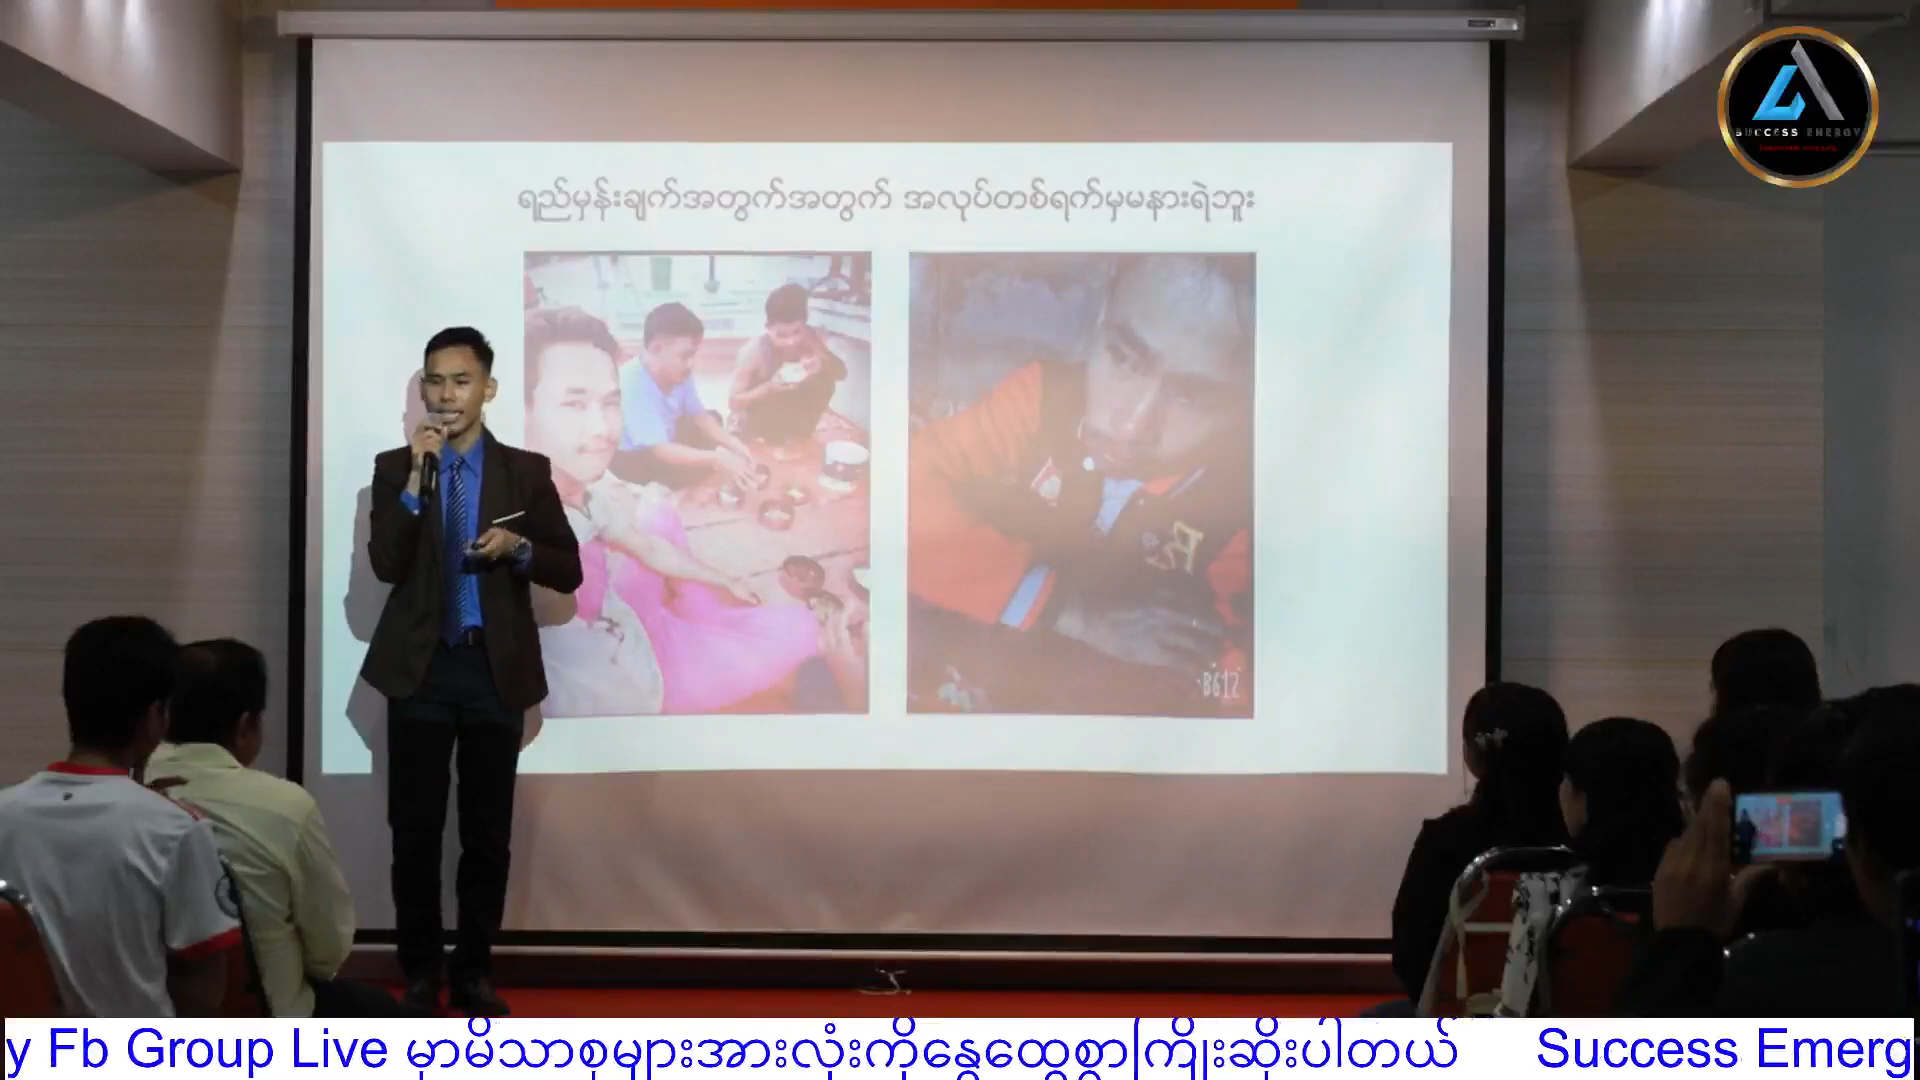 SUCCESS ENERGY
ရည်မှန်းချက်အတွက်အတွက် အလုပ်တစ်ရက်မှမနားရဲဘူး
B612
y Fb Group Live မှာမိသာစုများအားလုံးကိုနွေထွေစွာကြိုးဆိုးပါတယ် Success Emerg